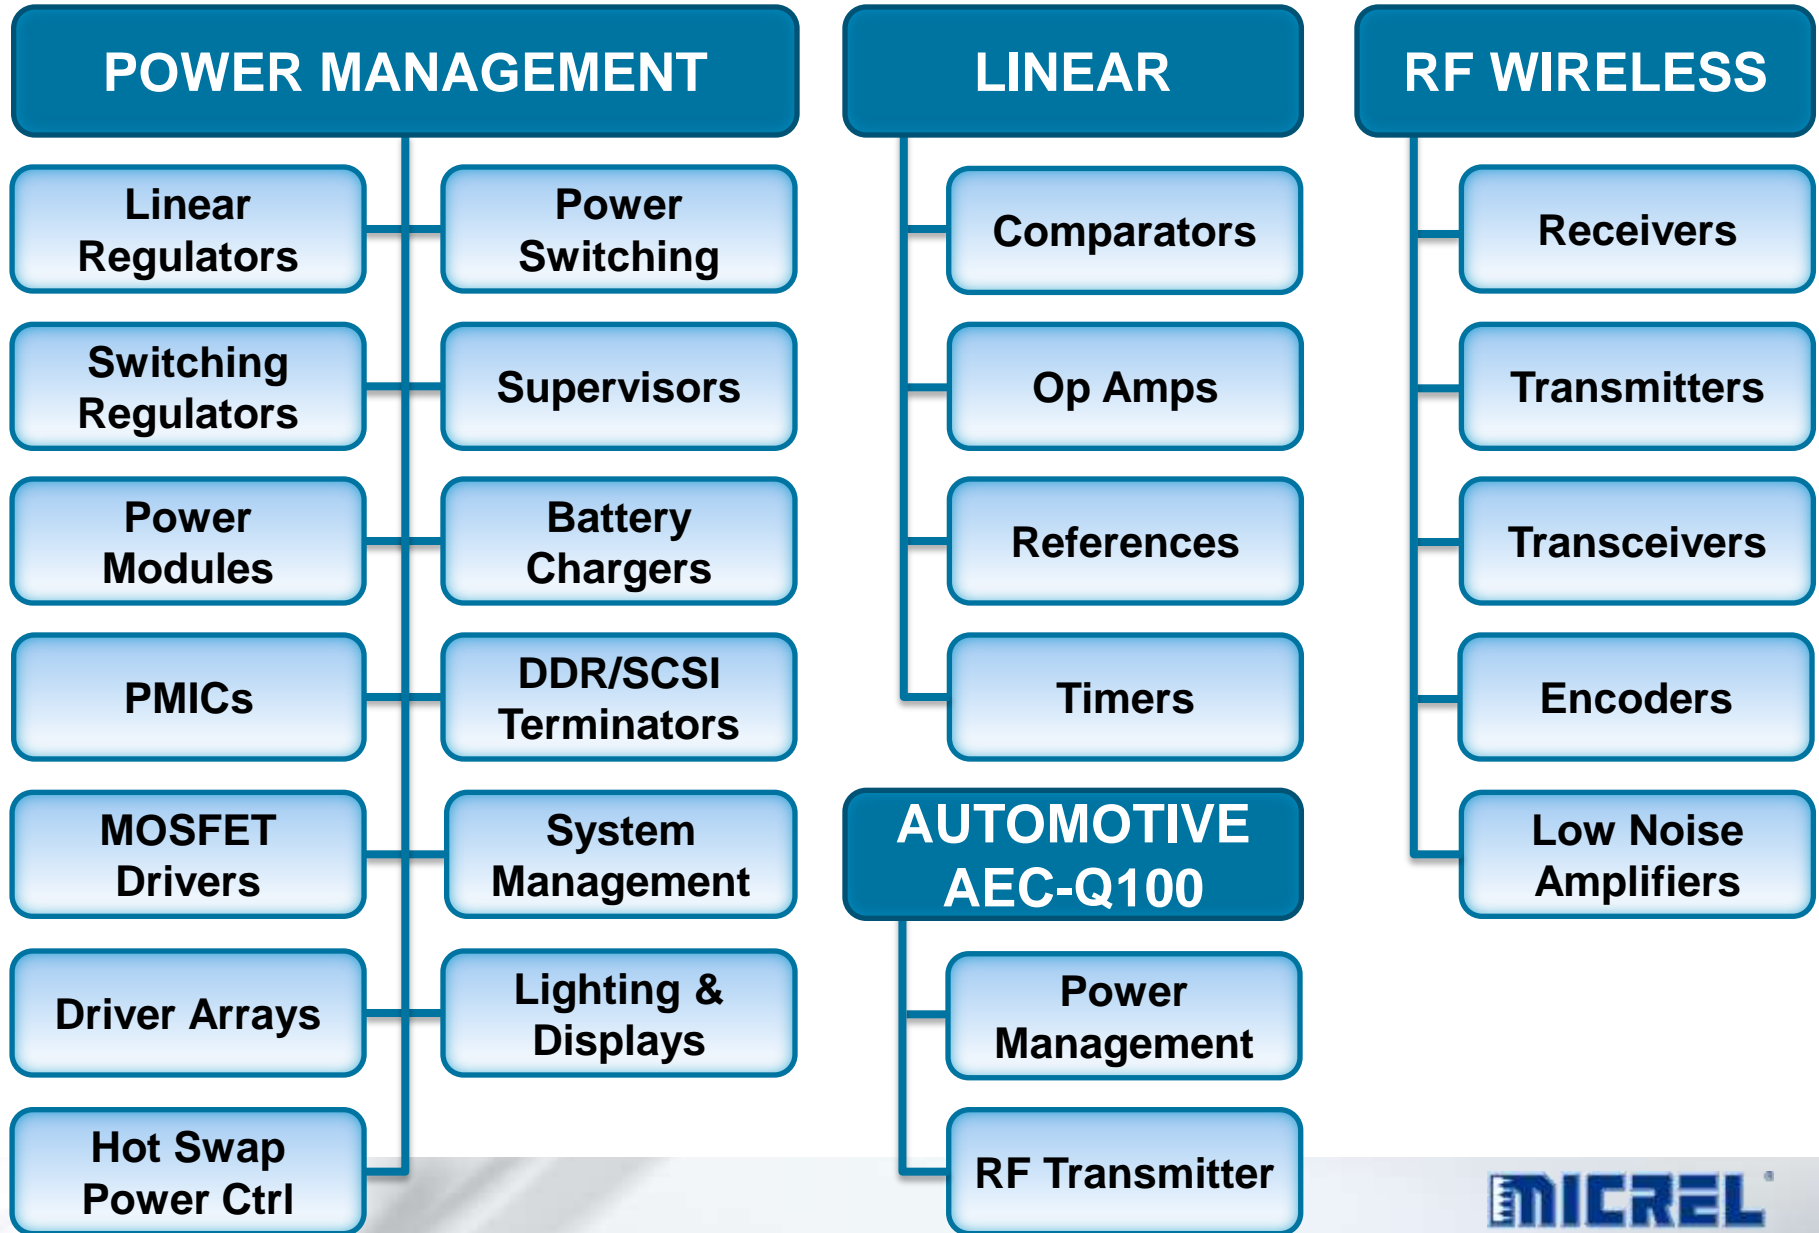 POWER MANAGEMENT
Linear
Regulators
Power
Switching
Switching
Regulators
Supervisors
Power
Modules
Battery
Chargers
PMICs
DDR/SCSI
Terminators
MOSFET
Drivers
System
Management
Driver Arrays
Lighting &
Displays
Hot Swap
Power Ctrl
LINEAR
Comparators
Op Amps
References
Timers
AUTOMOTIVE
AEC-Q100
Power
Management
RF Transmitter
RF WIRELESS
Receivers
Transmitters
Transceivers
Encoders
Low Noise
Amplifiers
MICREL